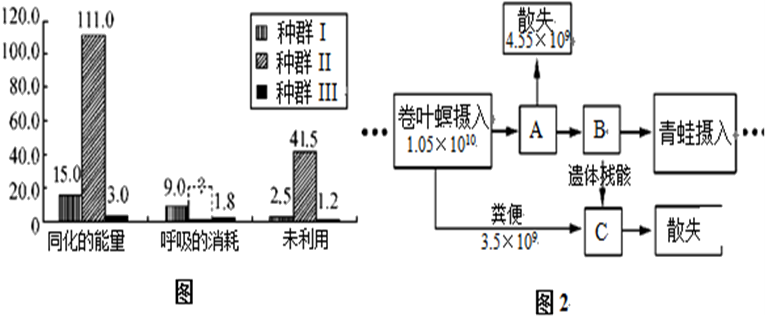 120.0
100.0
80.0
60.0
40.0
20.0
0
111.0
15.0
3.0
9.0
?
1.8
2.5
41.5
1.2
同化的能量
呼吸的消耗
未利用
种群 I
种群 II
种群 III
图
散失
4.55×10⁹
卷叶螟摄入
1.05×10¹⁰
A
B
青蛙摄入
遗体残骸
粪便
3.5×10⁹
C
散失
图 2